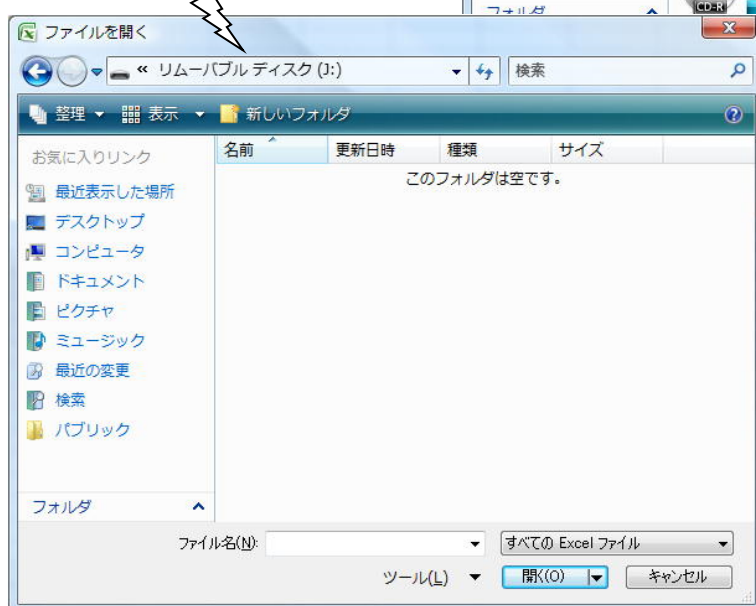 フォルダ
CD-R
ファイルを開く
« リムーバブル ディスク (J:)
検索
整理
表示
新しいフォルダ
お気に入りリンク
最近表示した場所
デスクトップ
コンピュータ
ドキュメント
ピクチャ
ミュージック
最近の変更
検索
パブリック
フォルダ
名前 更新日時 種類 サイズ
このフォルダは空です。
ファイル名(N):
すべての Excel ファイル
ツール(L)
開く(O)
キャンセル